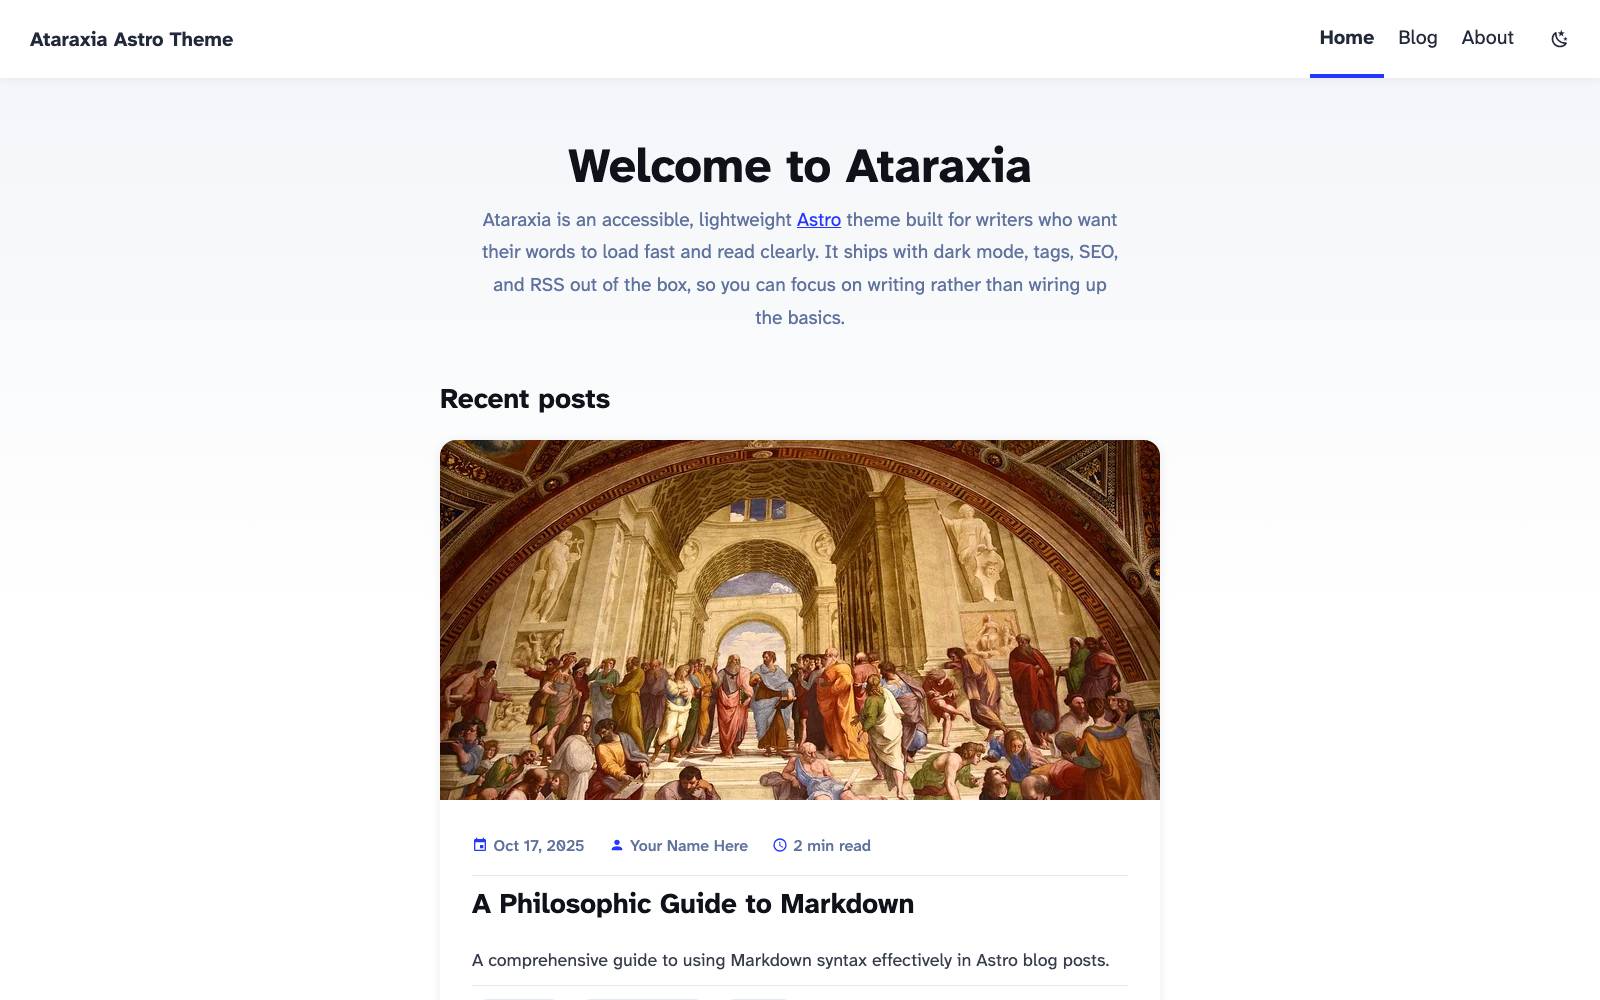 Ataraxia Astro Theme
Home Blog About
Welcome to Ataraxia
Ataraxia is an accessible, lightweight Astro theme built for writers who want
their words to load fast and read clearly. It ships with dark mode, tags, SEO,
and RSS out of the box, so you can focus on writing rather than wiring up
the basics.
Recent posts
Oct 17, 2025 Your Name Here 2 min read
A Philosophic Guide to Markdown
A comprehensive guide to using Markdown syntax effectively in Astro blog posts.